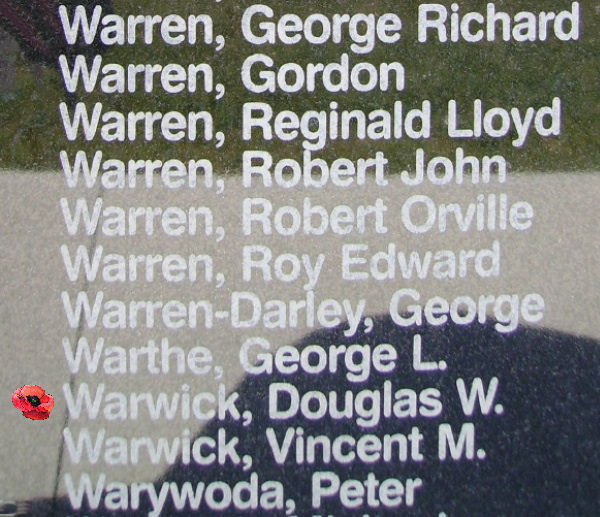 Warren, George Richard
Warren, Gordon
Warren, Reginald Lloyd
Warren, Robert John
Warren, Robert Orville
Warren, Roy Edward
Warren-Darley, George
Warthe, George L.
Warwick, Douglas W.
Warwick, Vincent M.
Warywoda, Peter